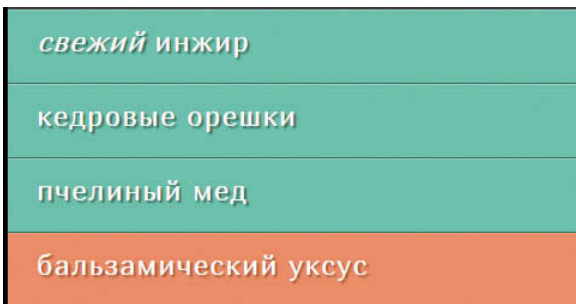 свежий инжир
кедровые орешки
пчелиный мед
бальзамический уксус